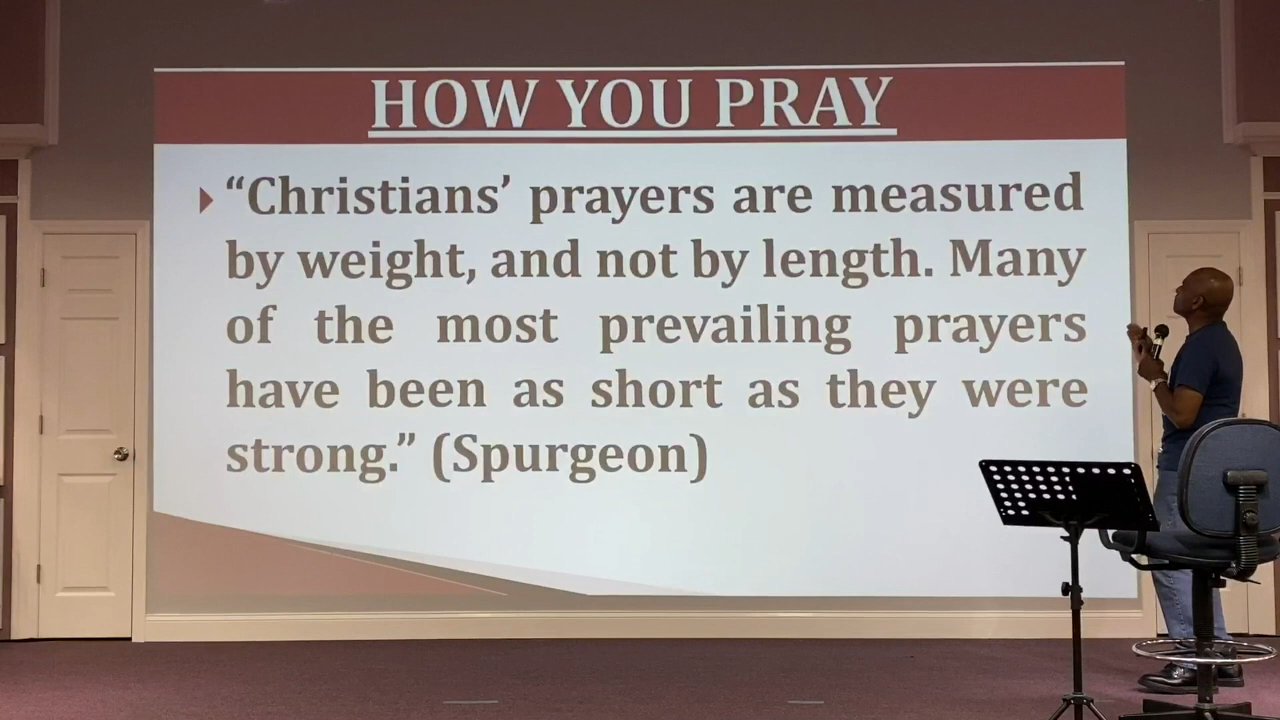 HOW YOU PRAY
“Christians’ prayers are measured
by weight, and not by length. Many
of the most prevailing prayers
have been as short as they were
strong.” (Spurgeon)